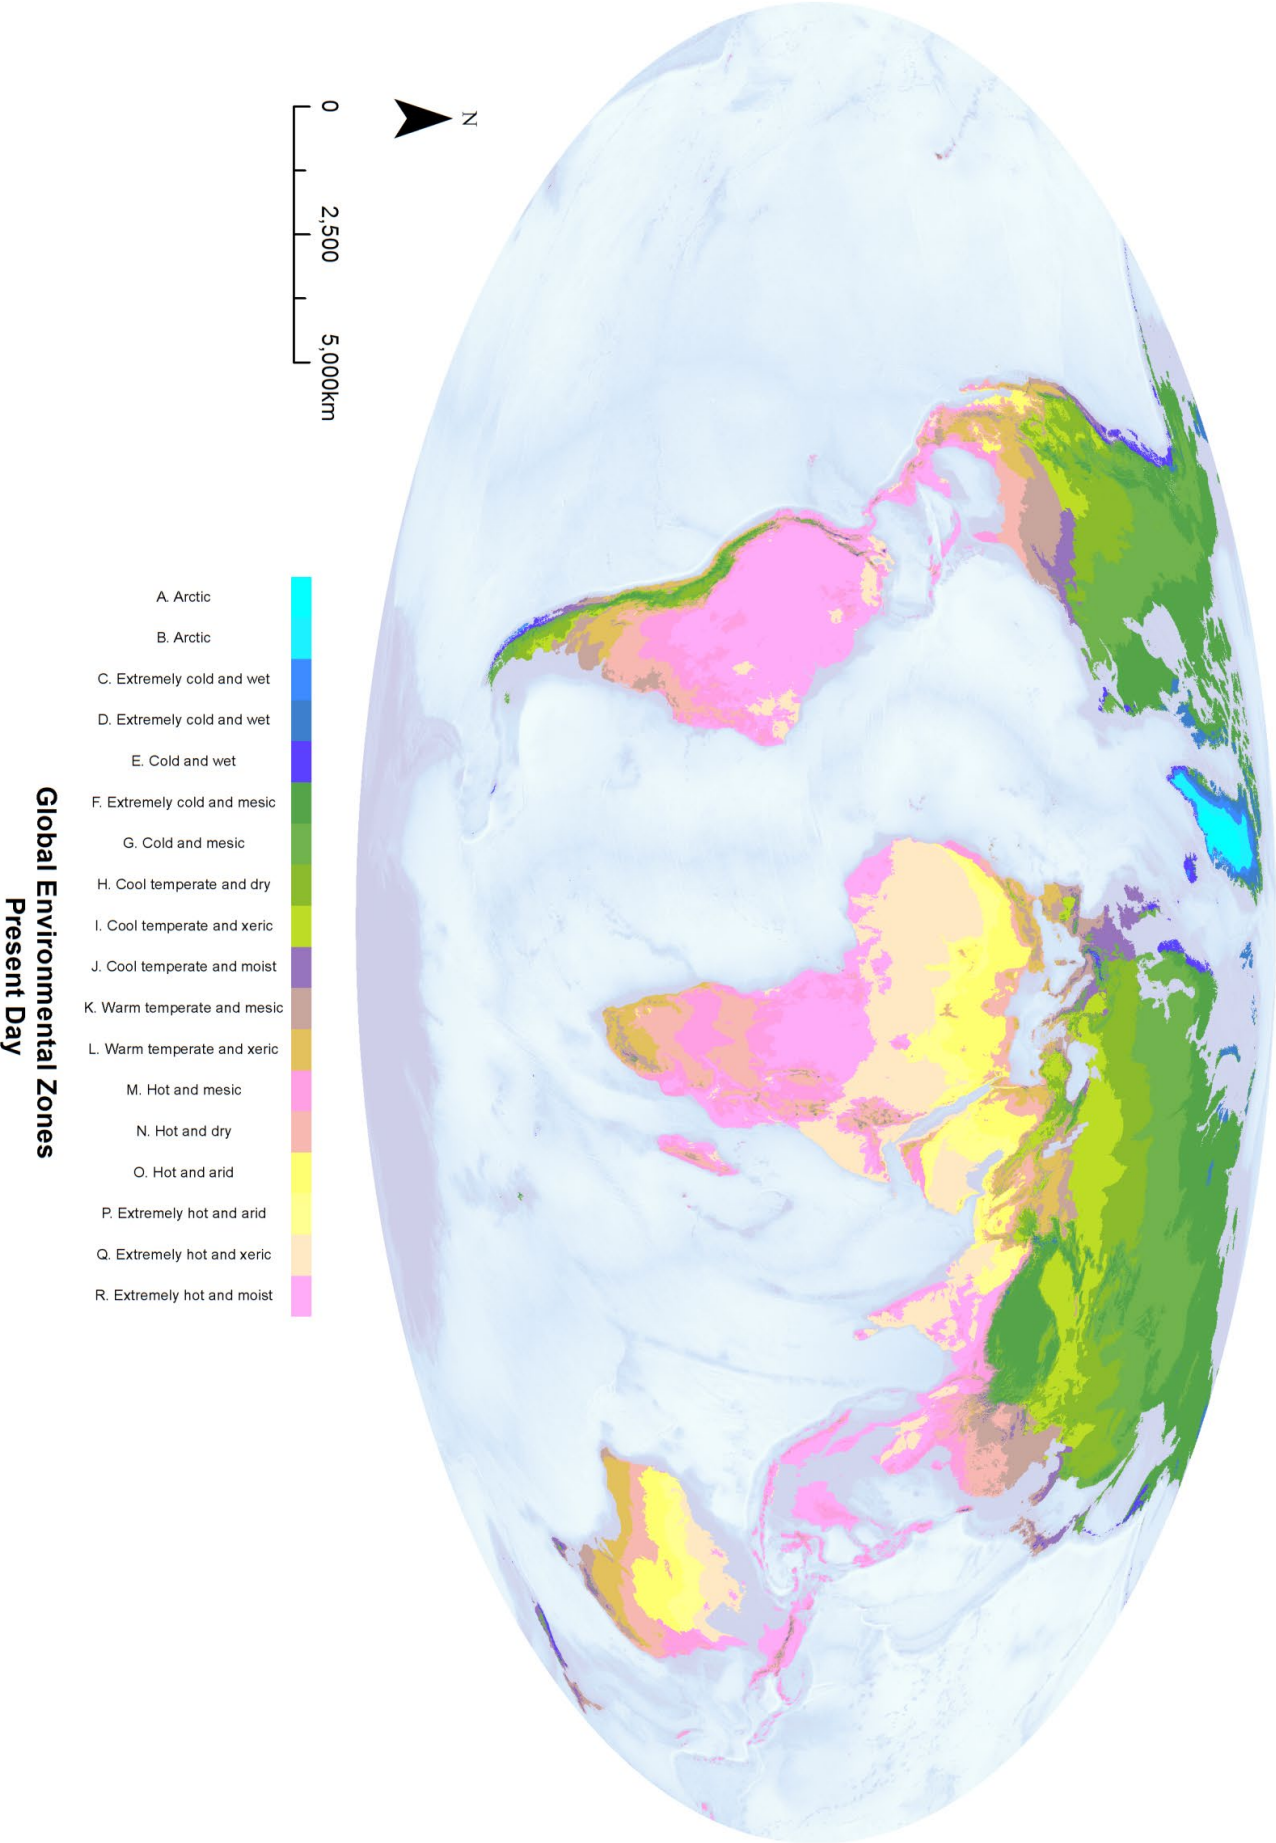 N
0 2,500 5,000km
A. Arctic
B. Arctic
C. Extremely cold and wet
D. Extremely cold and wet
E. Cold and wet
F. Extremely cold and mesic
G. Cold and mesic
H. Cool temperate and dry
I. Cool temperate and xeric
J. Cool temperate and moist
K. Warm temperate and mesic
L. Warm temperate and xeric
M. Hot and mesic
N. Hot and dry
O. Hot and arid
P. Extremely hot and arid
Q. Extremely hot and xeric
R. Extremely hot and moist
Global Environmental Zones
Present Day